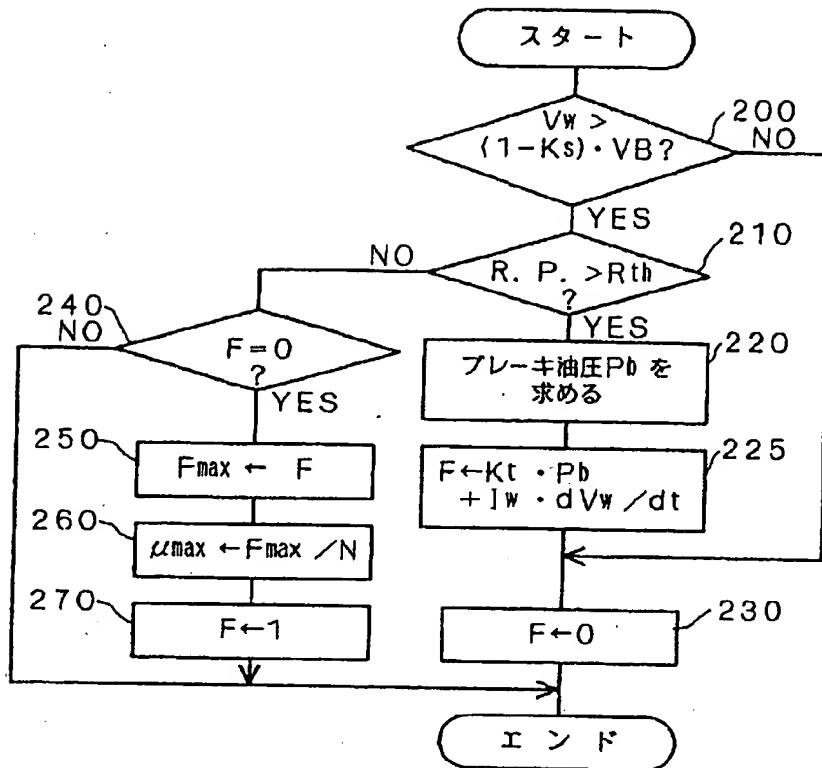 スタート
200
Vw >
(1-Ks)・VB?
NO
YES
210
NO
R. P. >Rth
?
240
NO
YES
F=0
?
220
ブレーキ油圧Pb を
求める
YES
250
Fmax ← F
225
F←Kt ・Pb
+Iw・dVw /dt
260
μmax ←Fmax /N
270
F←1
230
F←0
エンド